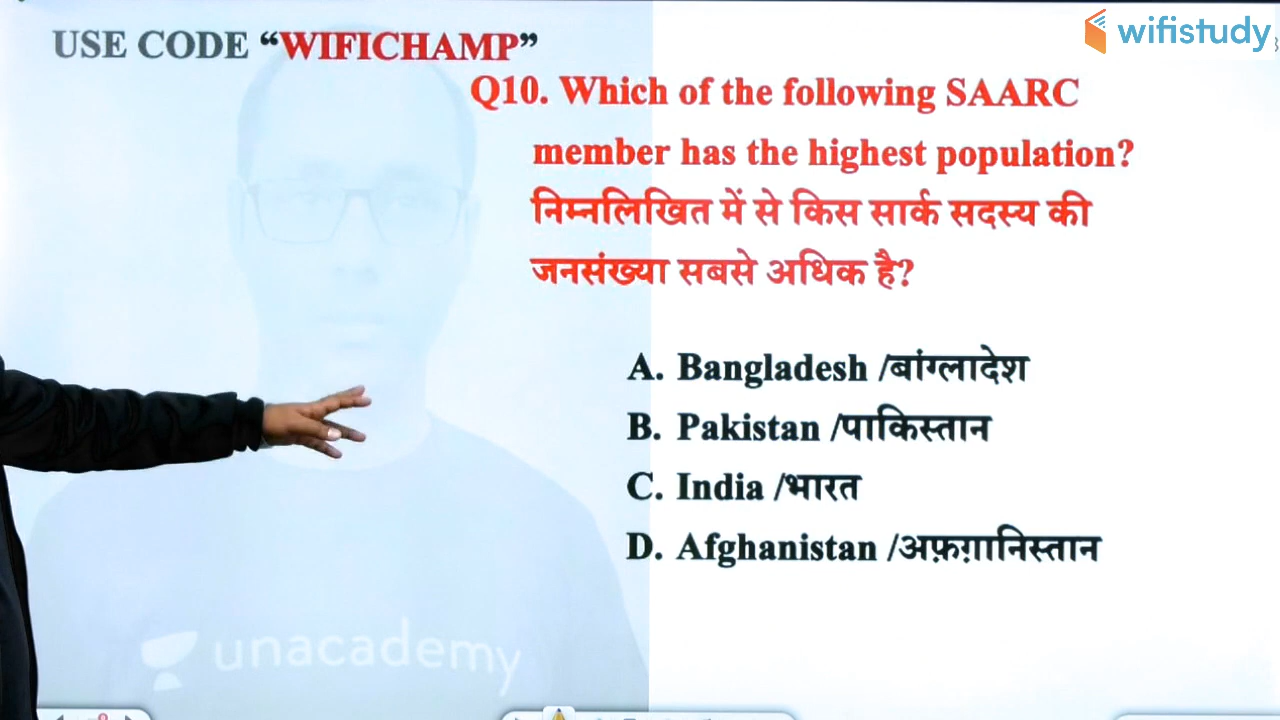 USE CODE “WIFICHAMP”
wifistudy
Q10. Which of the following SAARC
member has the highest population?
निम्नलिखित में से किस सार्क सदस्य की
जनसंख्या सबसे अधिक है?
A. Bangladesh /बांग्लादेश
B. Pakistan /पाकिस्तान
C. India /भारत
D. Afghanistan /अफ़ग़ानिस्तान
unacademy